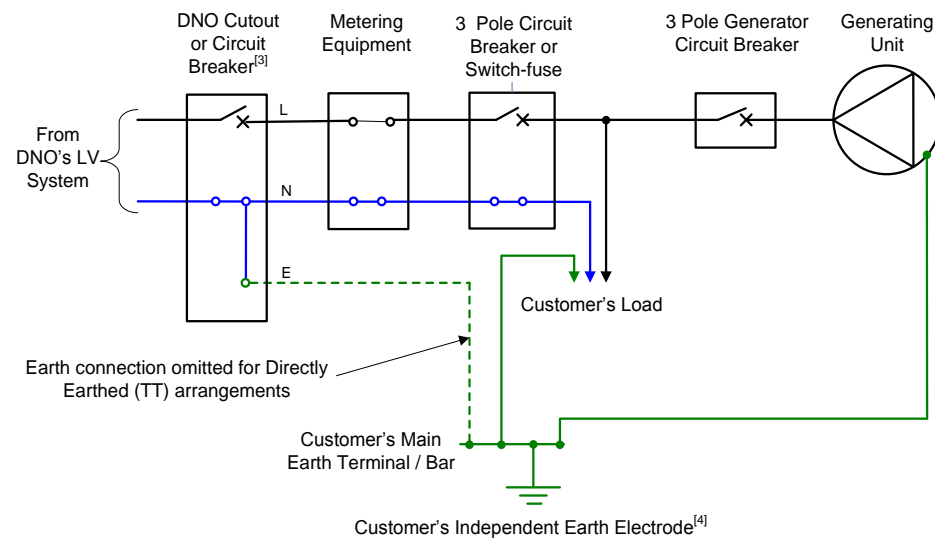 DNO Cutout
or Circuit
Breaker[3]
Metering
Equipment
3 Pole Circuit
Breaker or
Switch-fuse
3 Pole Generator
Circuit Breaker
Generating
Unit
From
DNO's LV
System
L
N
E
Customer's Load
Earth connection omitted for Directly
Earthed (TT) arrangements
Customer's Main
Earth Terminal / Bar
Customer's Independent Earth Electrode[4]